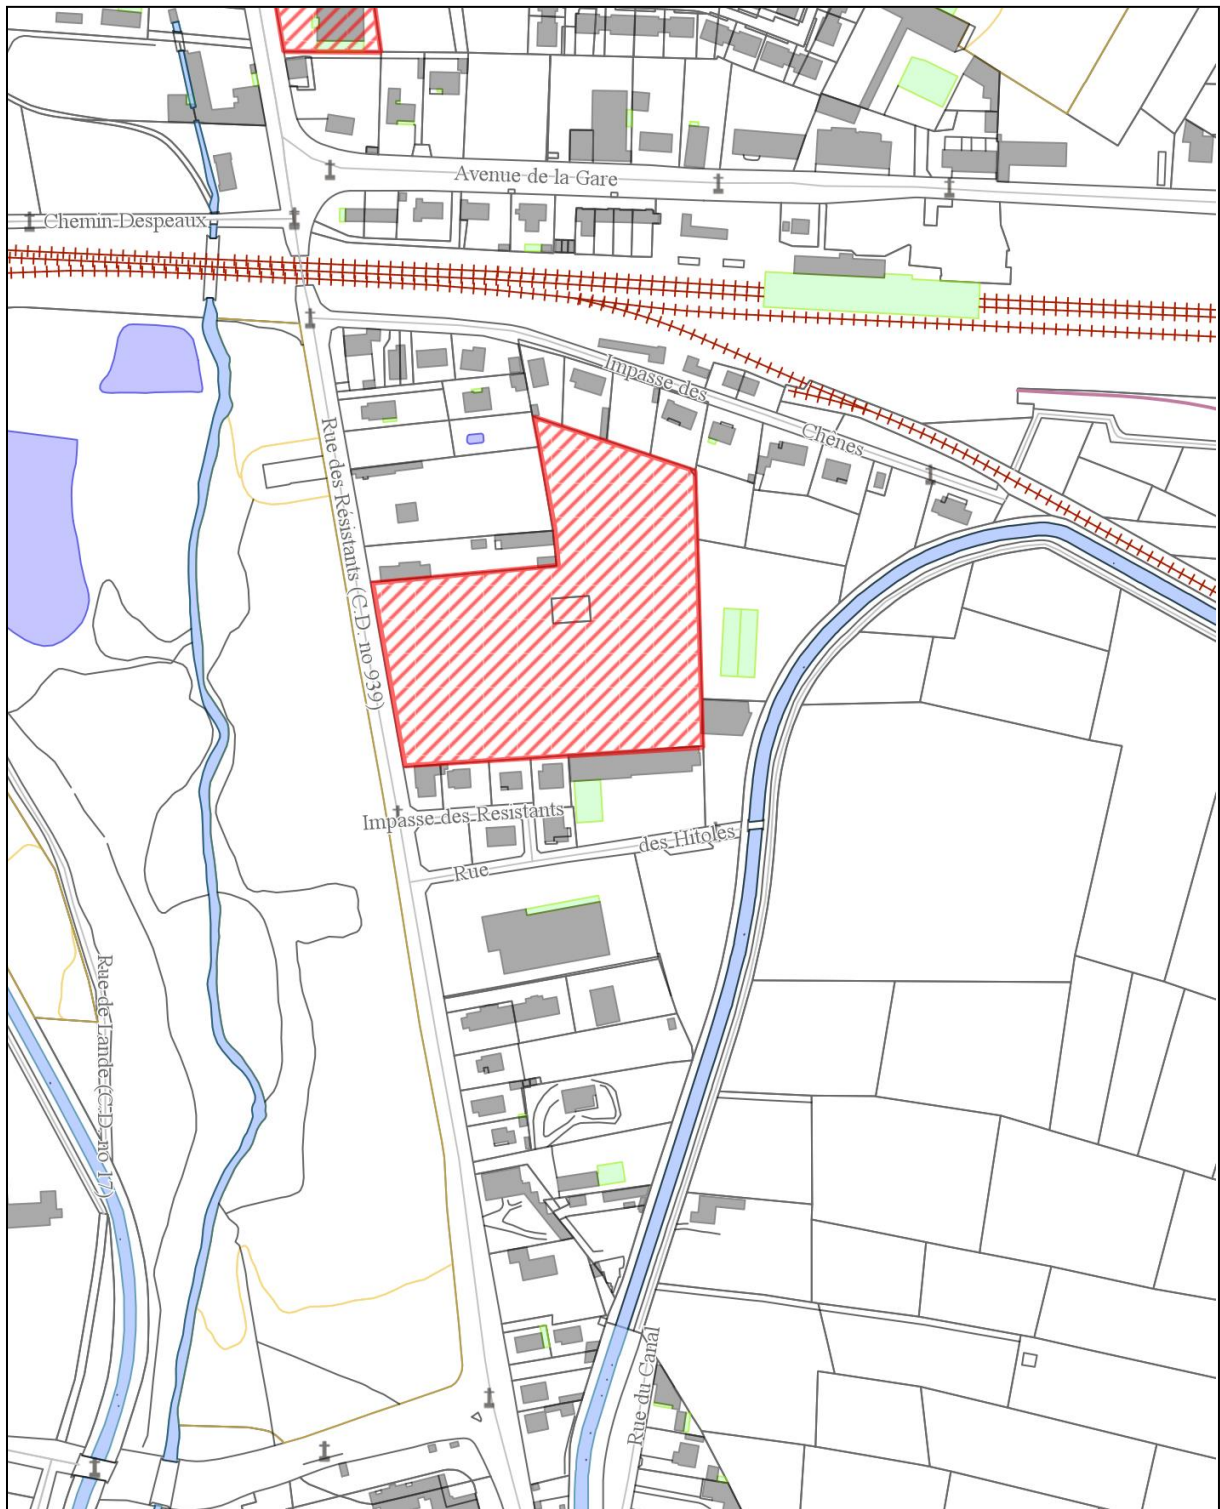 Avenue de la Gare
Chemin Despeaux
Impasse des
Chênes
Rue des Résistants (C.D. no 939)
Impasse des Resistants
des Hitoles
Rue
Rue de Lande (C.D. no 17)
Rue du Canal